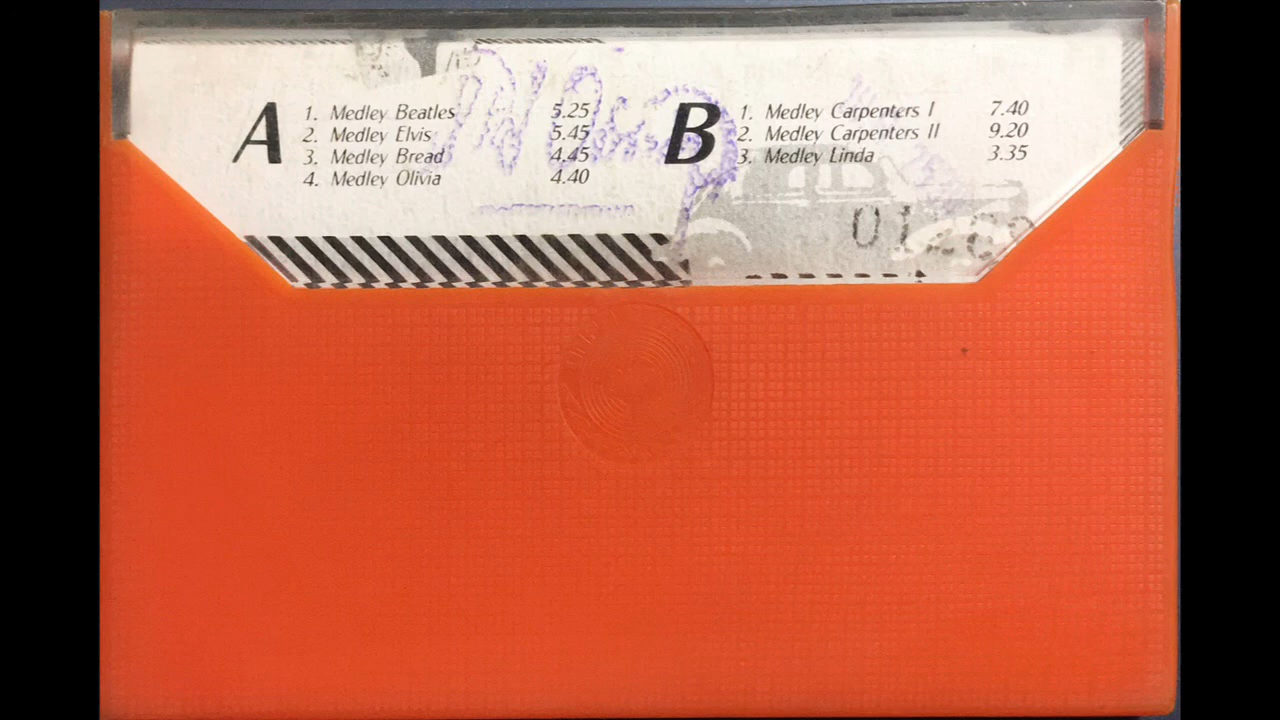 A
1. Medley Beatles 5.25
2. Medley Elvis 5.45
3. Medley Bread 4.45
4. Medley Olivia 4.40
B
1. Medley Carpenters I 7.40
2. Medley Carpenters II 9.20
3. Medley Linda 3.35